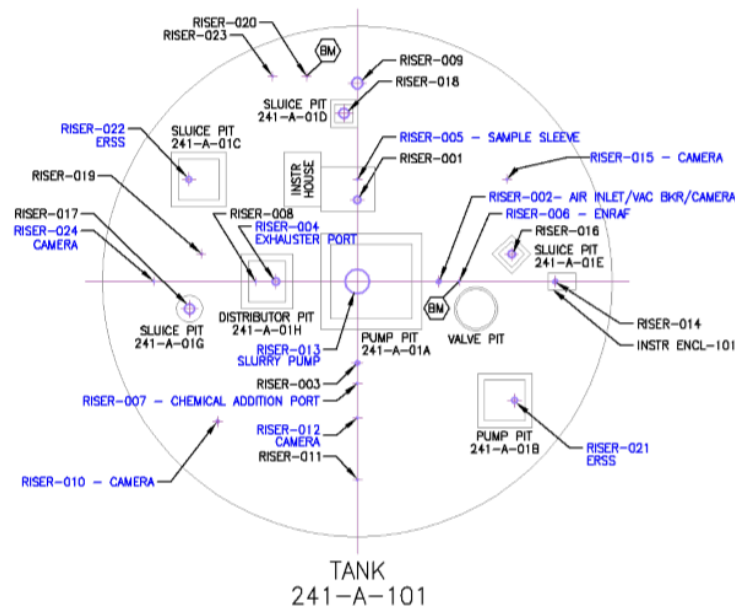 RISER-020
RISER-023
BM
RISER-009
RISER-018
SLUICE PIT
241-A-01D
RISER-022
ERSS
SLUICE PIT
241-A-01C
RISER-005 - SAMPLE SLEEVE
RISER-001
RISER-015 - CAMERA
INSTR
HOUSE
RISER-019
RISER-002- AIR INLET/VAC BKR/CAMERA
RISER-006 - ENRAF
RISER-017
RISER-008
RISER-024
CAMERA
RISER-004
EXHAUSTER PORT
RISER-016
SLUICE PIT
241-A-01E
BM
VALVE PIT
DISTRIBUTOR PIT
241-A-01H
SLUICE PIT
241-A-01G
RISER-014
INSTR ENCL-101
PUMP PIT
241-A-01A
RISER-013
SLURRY PUMP
RISER-003
RISER-007 - CHEMICAL ADDITION PORT
RISER-012
CAMERA
RISER-011
PUMP PIT
241-A-01B
RISER-021
ERSS
RISER-010 - CAMERA
TANK
241-A-101